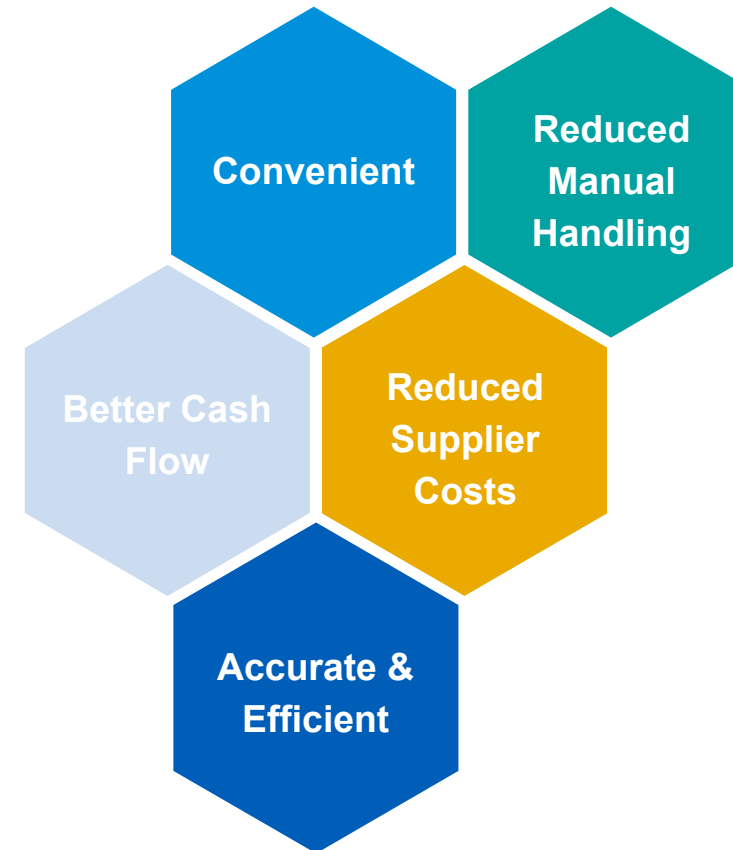 Convenient
Reduced
Manual
Handling
Better Cash
Flow
Reduced
Supplier
Costs
Accurate &
Efficient